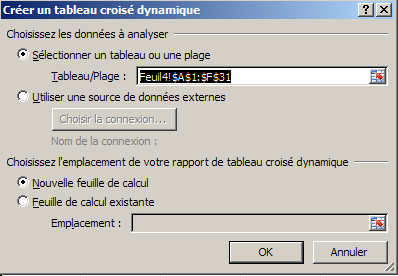 Créer un tableau croisé dynamique
Choisissez les données à analyser
Sélectionner un tableau ou une plage
Tableau/Plage : Feuil4!$A$1:$F$31
Utiliser une source de données externes
Choisir la connexion...
Nom de la connexion :
Choisissez l'emplacement de votre rapport de tableau croisé dynamique
Nouvelle feuille de calcul
Feuille de calcul existante
Emplacement :
OK Annuler